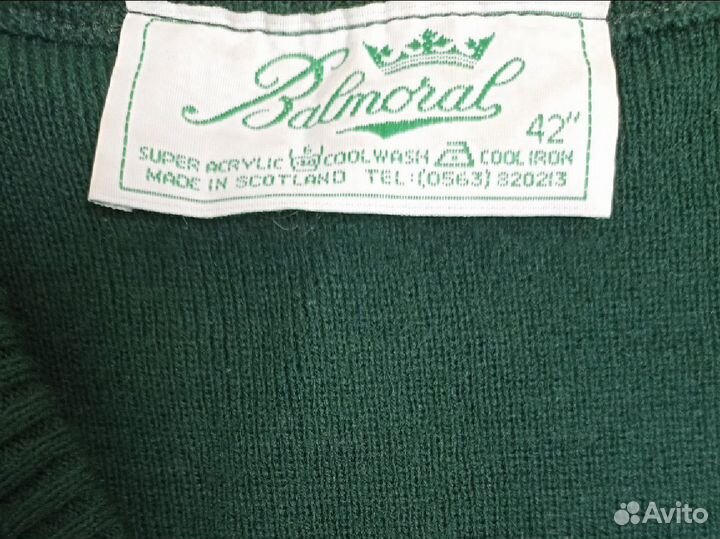 Balmoral
42"
SUPER ACRYLIC COOLWASH COOL IRON
MADE IN SCOTLAND TEL:(0563) 820213
Avito